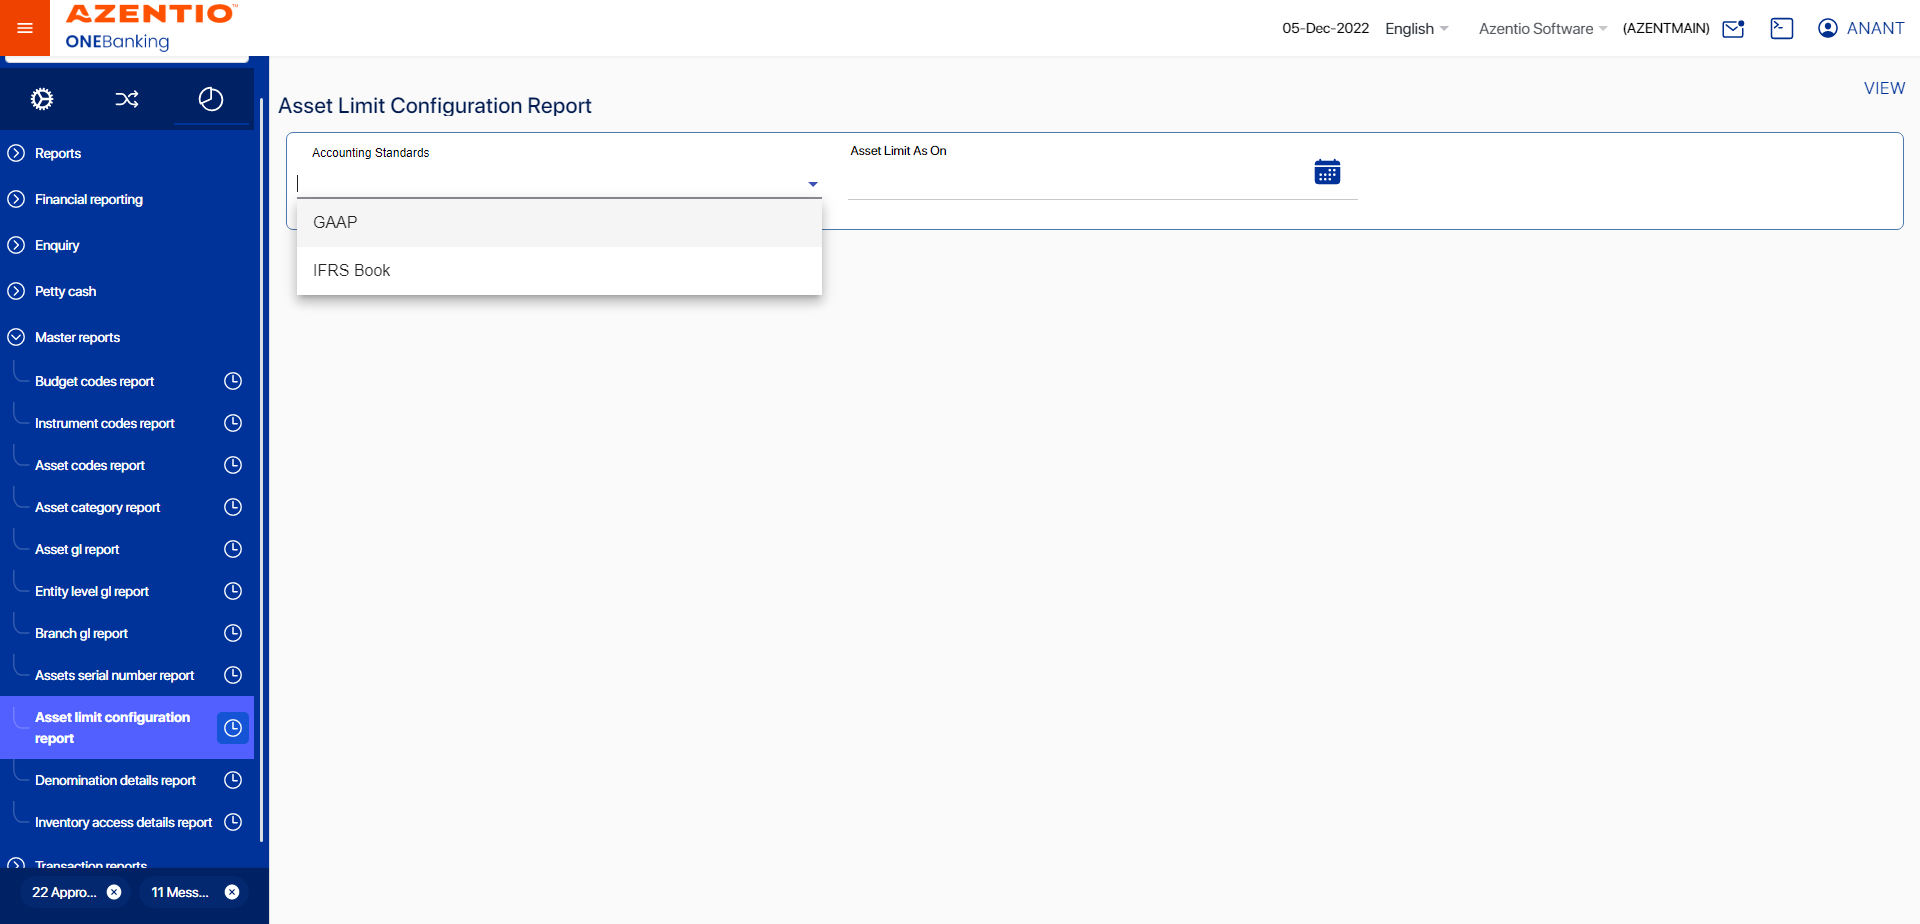 AZENTIO™
ONEBanking
05-Dec-2022
English
Azentio Software
(AZENTMAIN)
ANANT
VIEW
Asset Limit Configuration Report
Accounting Standards
Asset Limit As On
GAAP
IFRS Book
Reports
Financial reporting
Enquiry
Petty cash
Master reports
Budget codes report
Instrument codes report
Asset codes report
Asset category report
Asset gl report
Entity level gl report
Branch gl report
Assets serial number report
Asset limit configuration
report
Denomination details report
Inventory access details report
Transaction reports
22 Appro...
11 Mess...